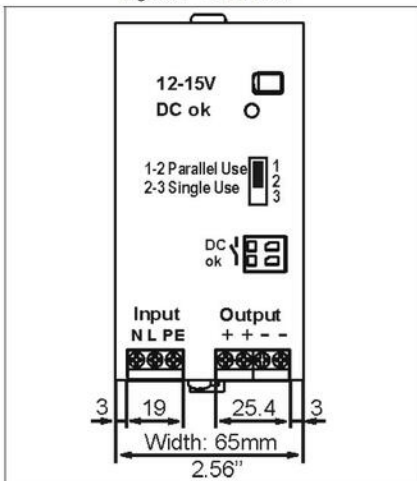 12-15V
DC ok
1-2 Parallel Use
2-3 Single Use
1
2
3
DC
ok
Input Output
N L PE + + - -
3 19 25.4 3
Width: 65mm
2.56"